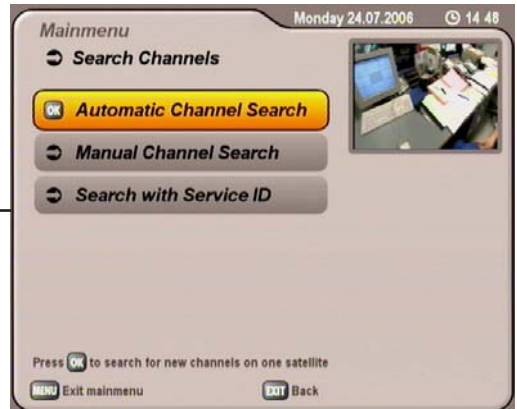 Monday 24.07.2006 14 48
Mainmenu
Search Channels
OK Automatic Channel Search
Manual Channel Search
Search with Service ID
Press OK to search for new channels on one satellite
MENU Exit mainmenu EXIT Back